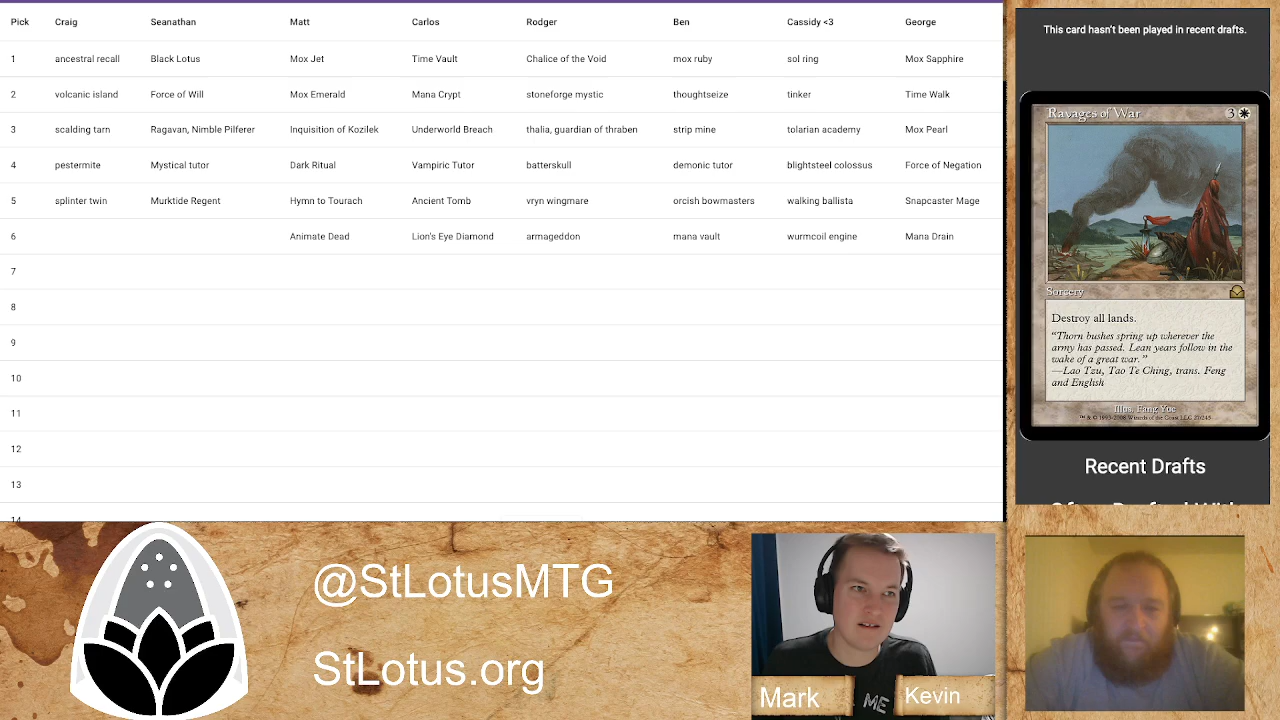 Pick Craig Seanathan Matt Carlos Rodger Ben Cassidy <3 George
1 ancestral recall Black Lotus Mox Jet Time Vault Chalice of the Void mox ruby sol ring Mox Sapphire
2 volcanic island Force of Will Mox Emerald Mana Crypt stoneforge mystic thoughtseize tinker Time Walk
3 scalding tarn Ragavan, Nimble Pilferer Inquisition of Kozilek Underworld Breach thalia, guardian of thraben strip mine tolarian academy Mox Pearl
4 pestermite Mystical tutor Dark Ritual Vampiric Tutor batterskull demonic tutor blightsteel colossus Force of Negation
5 splinter twin Murktide Regent Hymn to Tourach Ancient Tomb vryn wingmare orcish bowmasters walking ballista Snapcaster Mage
6 Animate Dead Lion's Eye Diamond armageddon mana vault wurmcoil engine Mana Drain
7
8
9
10
11
12
13
14
This card hasn't been played in recent drafts.
Ravages of War 3
Sorcery
Destroy all lands.
"Thorn bushes spring up wherever the
army has passed. Lean years follow in the
wake of a great war."
—Lao Tzu, Tao Te Ching, trans. Feng
and English
Illus. Fang Yue
Recent Drafts
@StLotusMTG
StLotus.org
Mark
ME
Kevin